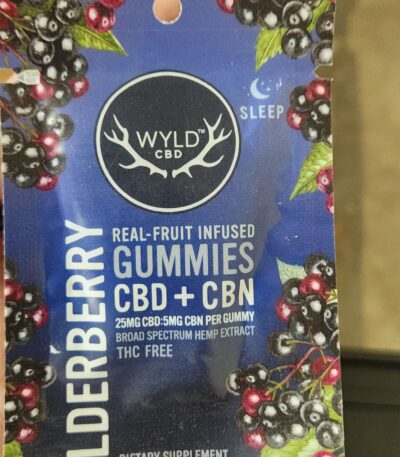 WYLD™
CBD
SLEEP
LDERBERRY
REAL-FRUIT INFUSED
GUMMIES
CBD + CBN
25MG CBD:5MG CBN PER GUMMY
BROAD SPECTRUM HEMP EXTRACT
THC FREE
DIETARY SUPPLEMENT